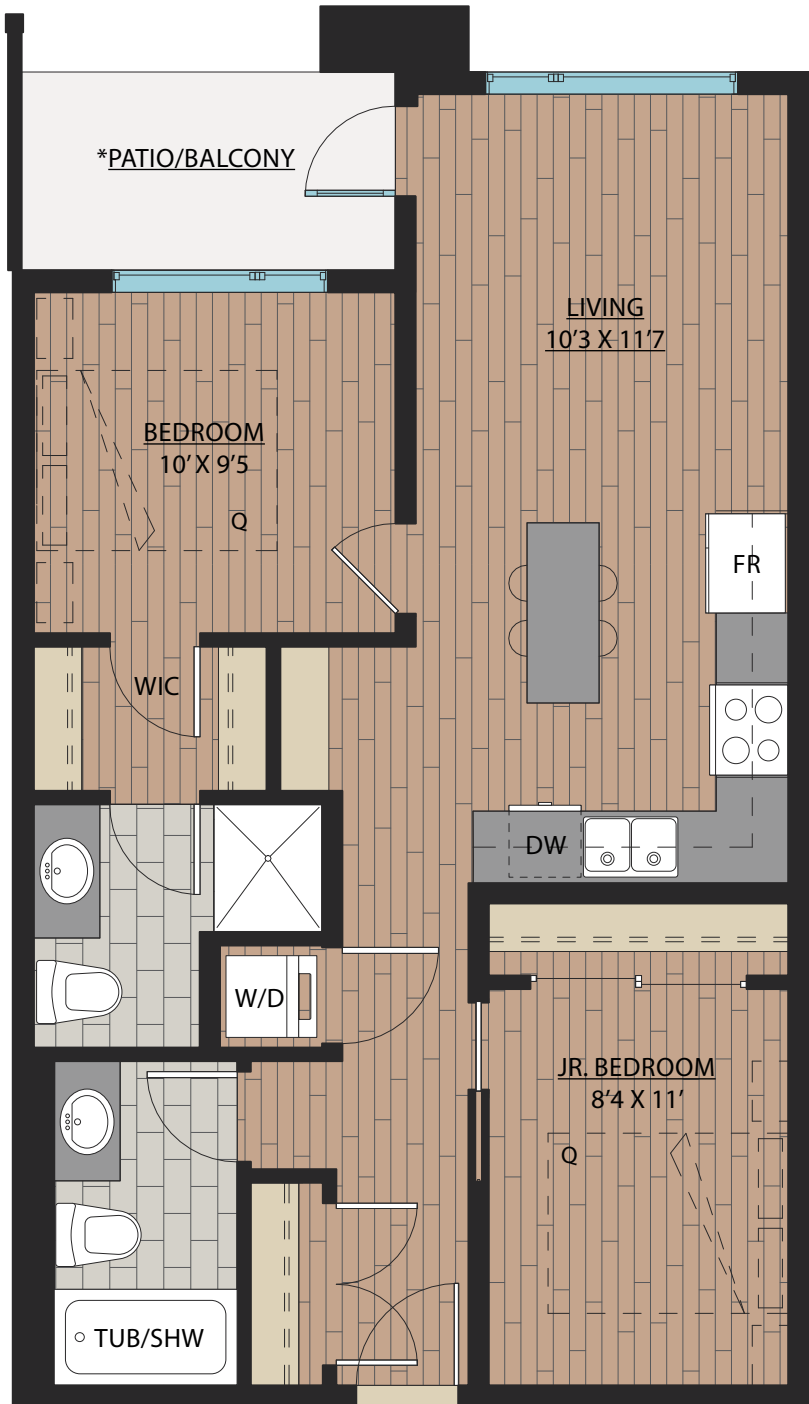 *PATIO/BALCONY
LIVING
10'3 X 11'7
BEDROOM
10' X 9'5
Q
FR
WIC
DW
W/D
JR. BEDROOM
8'4 X 11'
Q
TUB/SHW